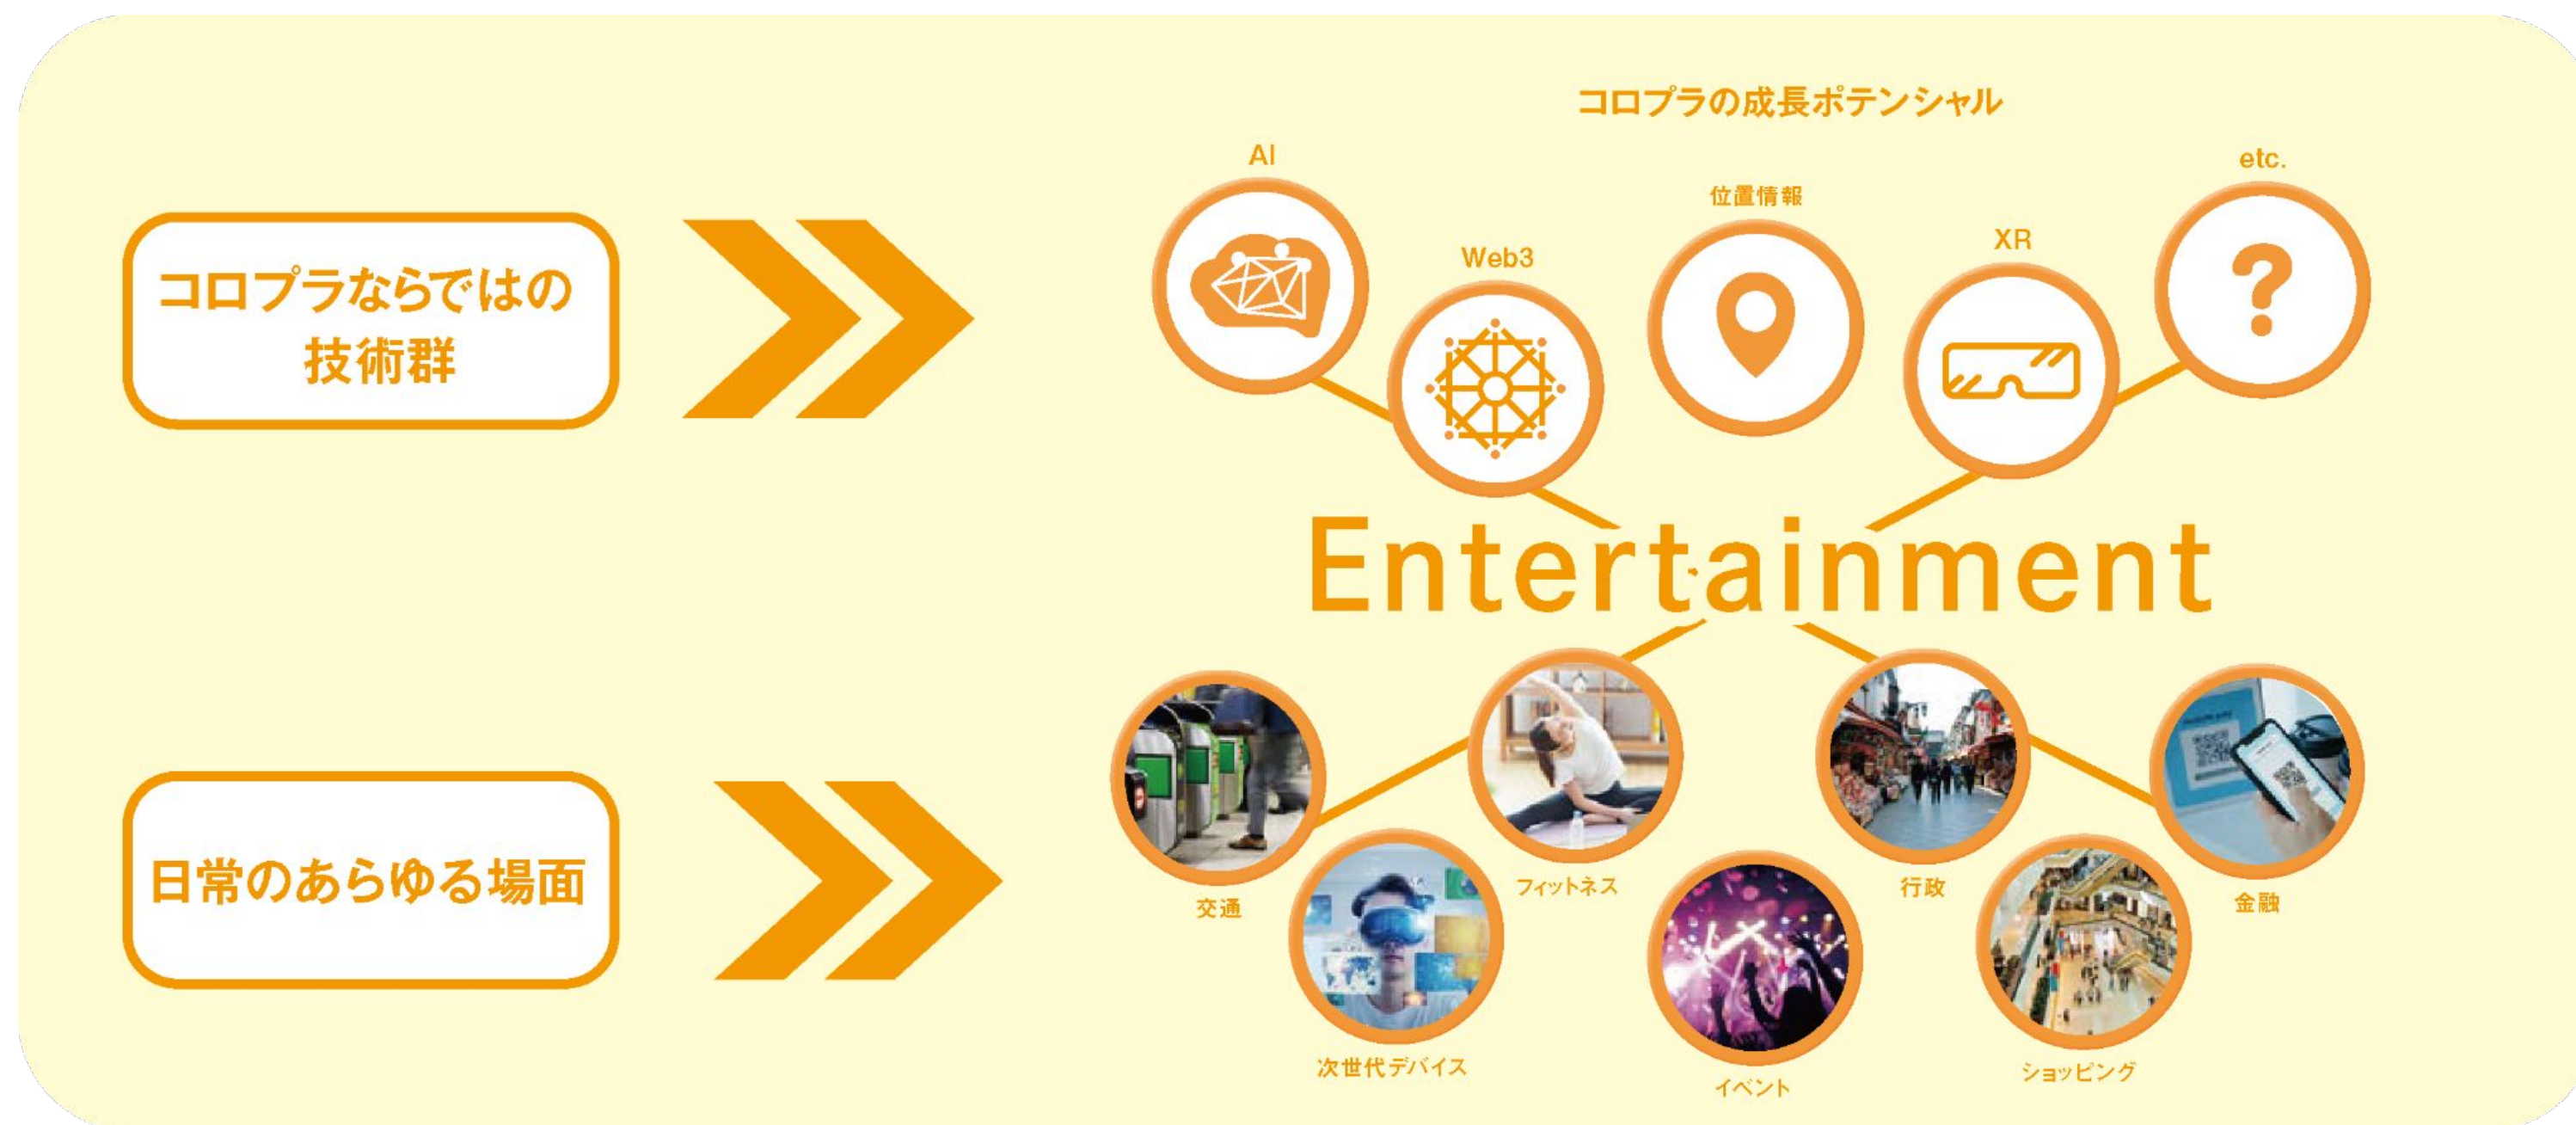 コロプラの成長ポテンシャル
コロプラならではの
技術群
AI
Web3
位置情報
XR
etc.
?
Entertainment
日常のあらゆる場面
交通
次世代デバイス
フィットネス
イベント
行政
ショッピング
金融